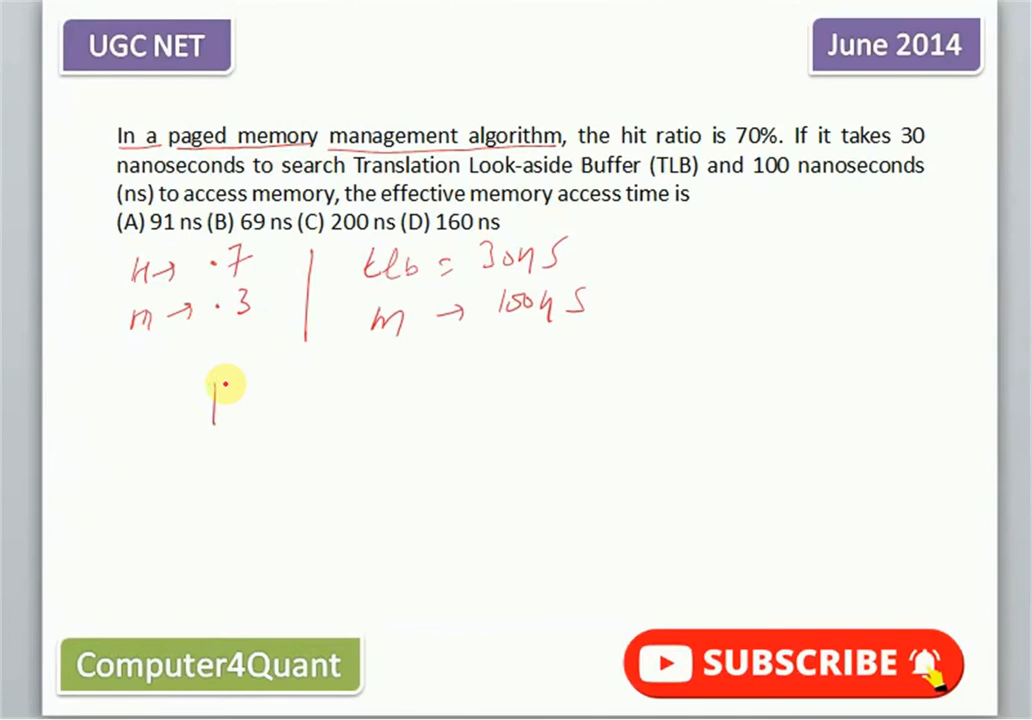 UGC NET
June 2014
In a paged memory management algorithm, the hit ratio is 70%. If it takes 30
nanoseconds to search Translation Look-aside Buffer (TLB) and 100 nanoseconds
(ns) to access memory, the effective memory access time is
(A) 91 ns (B) 69 ns (C) 200 ns (D) 160 ns
H → .7
m → .3
tlb = 30ηs
m → 100ηs
Computer4Quant
SUBSCRIBE